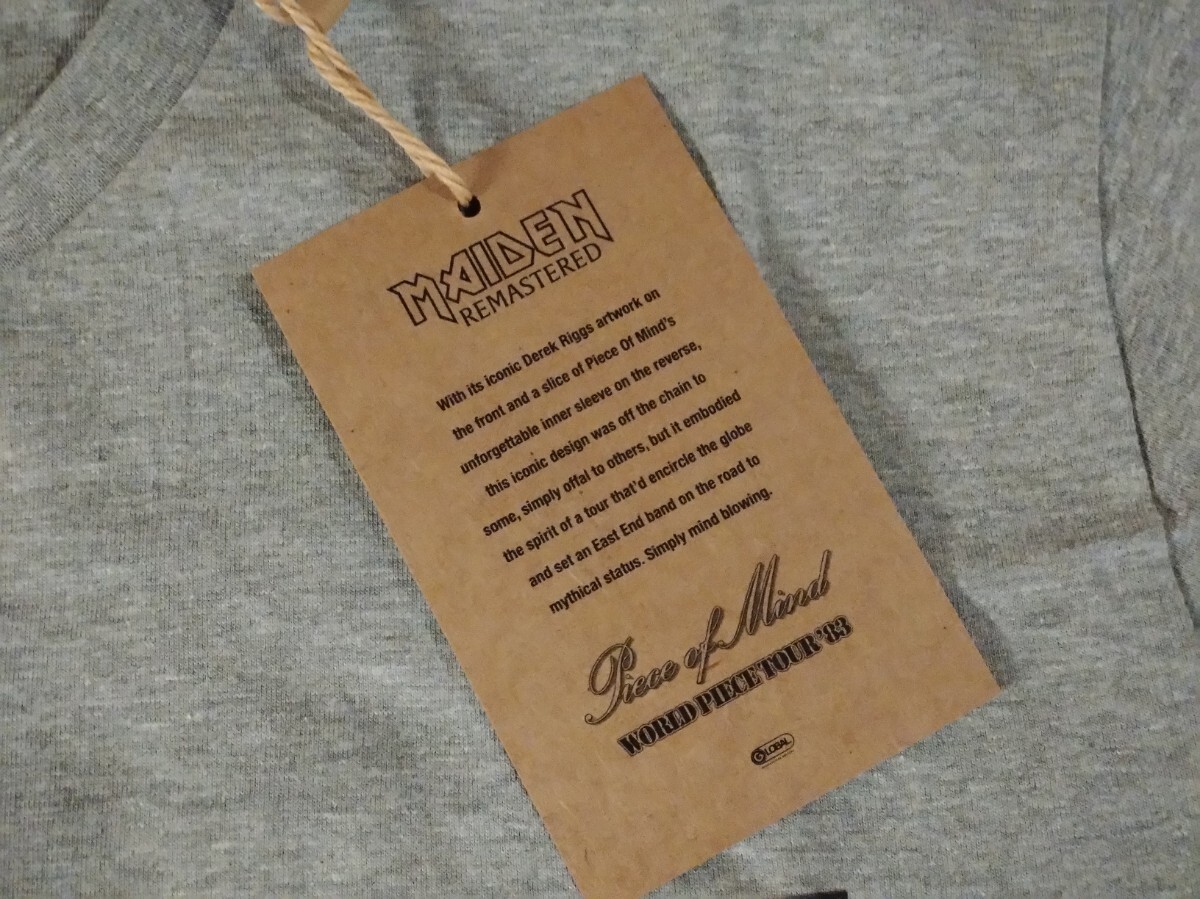 MAIDEN
REMASTERED
With its iconic Derek Riggs artwork on
the front and a slice of Piece Of Mind's
unforgettable inner sleeve on the reverse,
this iconic design was off the chain to
some, simply offal to others, but it embodied
the spirit of a tour that'd encircle the globe
and set an East End band on the road to
mythical status. Simply mind blowing.
Piece of Mind
WORLD PIECE TOUR '83
GLOBAL